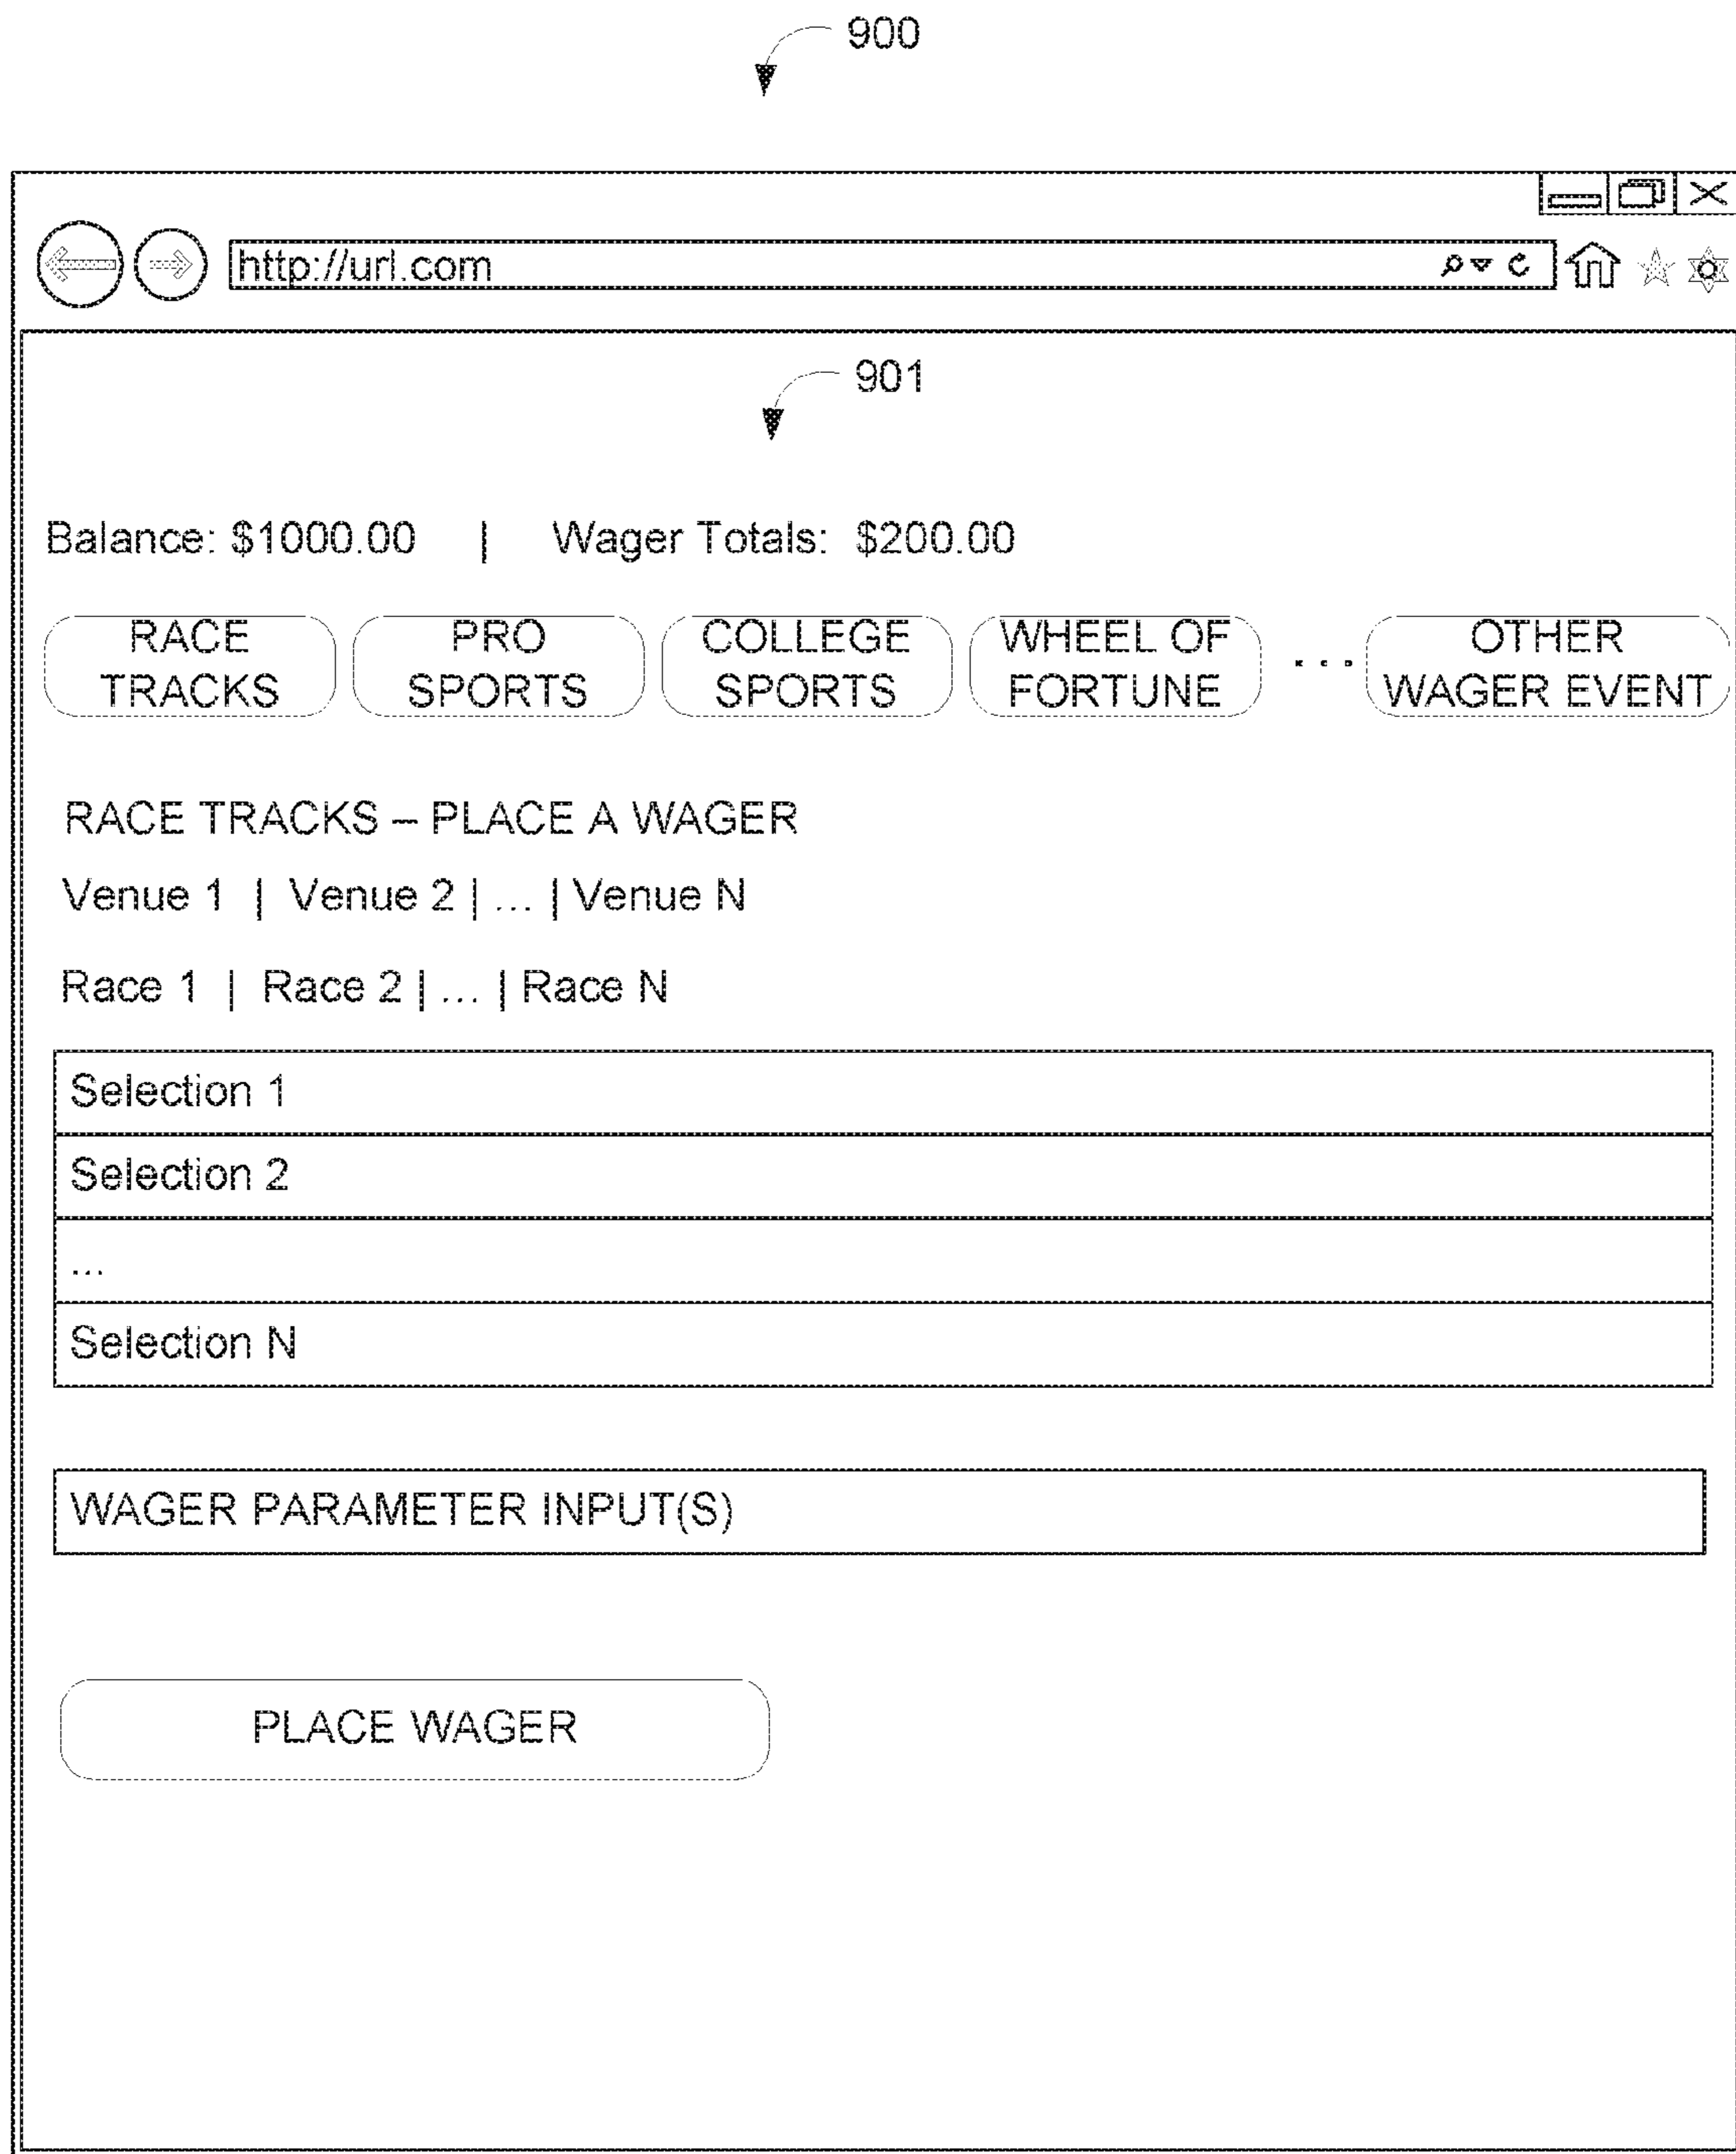 900
http://url.com
901
Balance: $1000.00 | Wager Totals: $200.00
RACE TRACKS
PRO SPORTS
COLLEGE SPORTS
WHEEL OF FORTUNE
...
OTHER WAGER EVENT
RACE TRACKS – PLACE A WAGER
Venue 1 | Venue 2 | ... | Venue N
Race 1 | Race 2 | ... | Race N
Selection 1
Selection 2
...
Selection N
WAGER PARAMETER INPUT(S)
PLACE WAGER